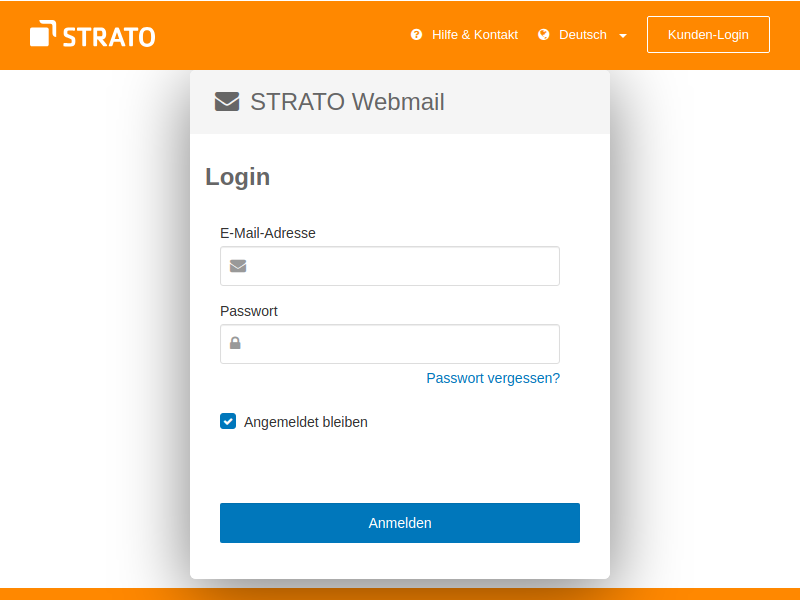 STRATO
Hilfe & Kontakt
Deutsch
Kunden-Login
STRATO Webmail
Login
E-Mail-Adresse
Passwort
Passwort vergessen?
Angemeldet bleiben
Anmelden